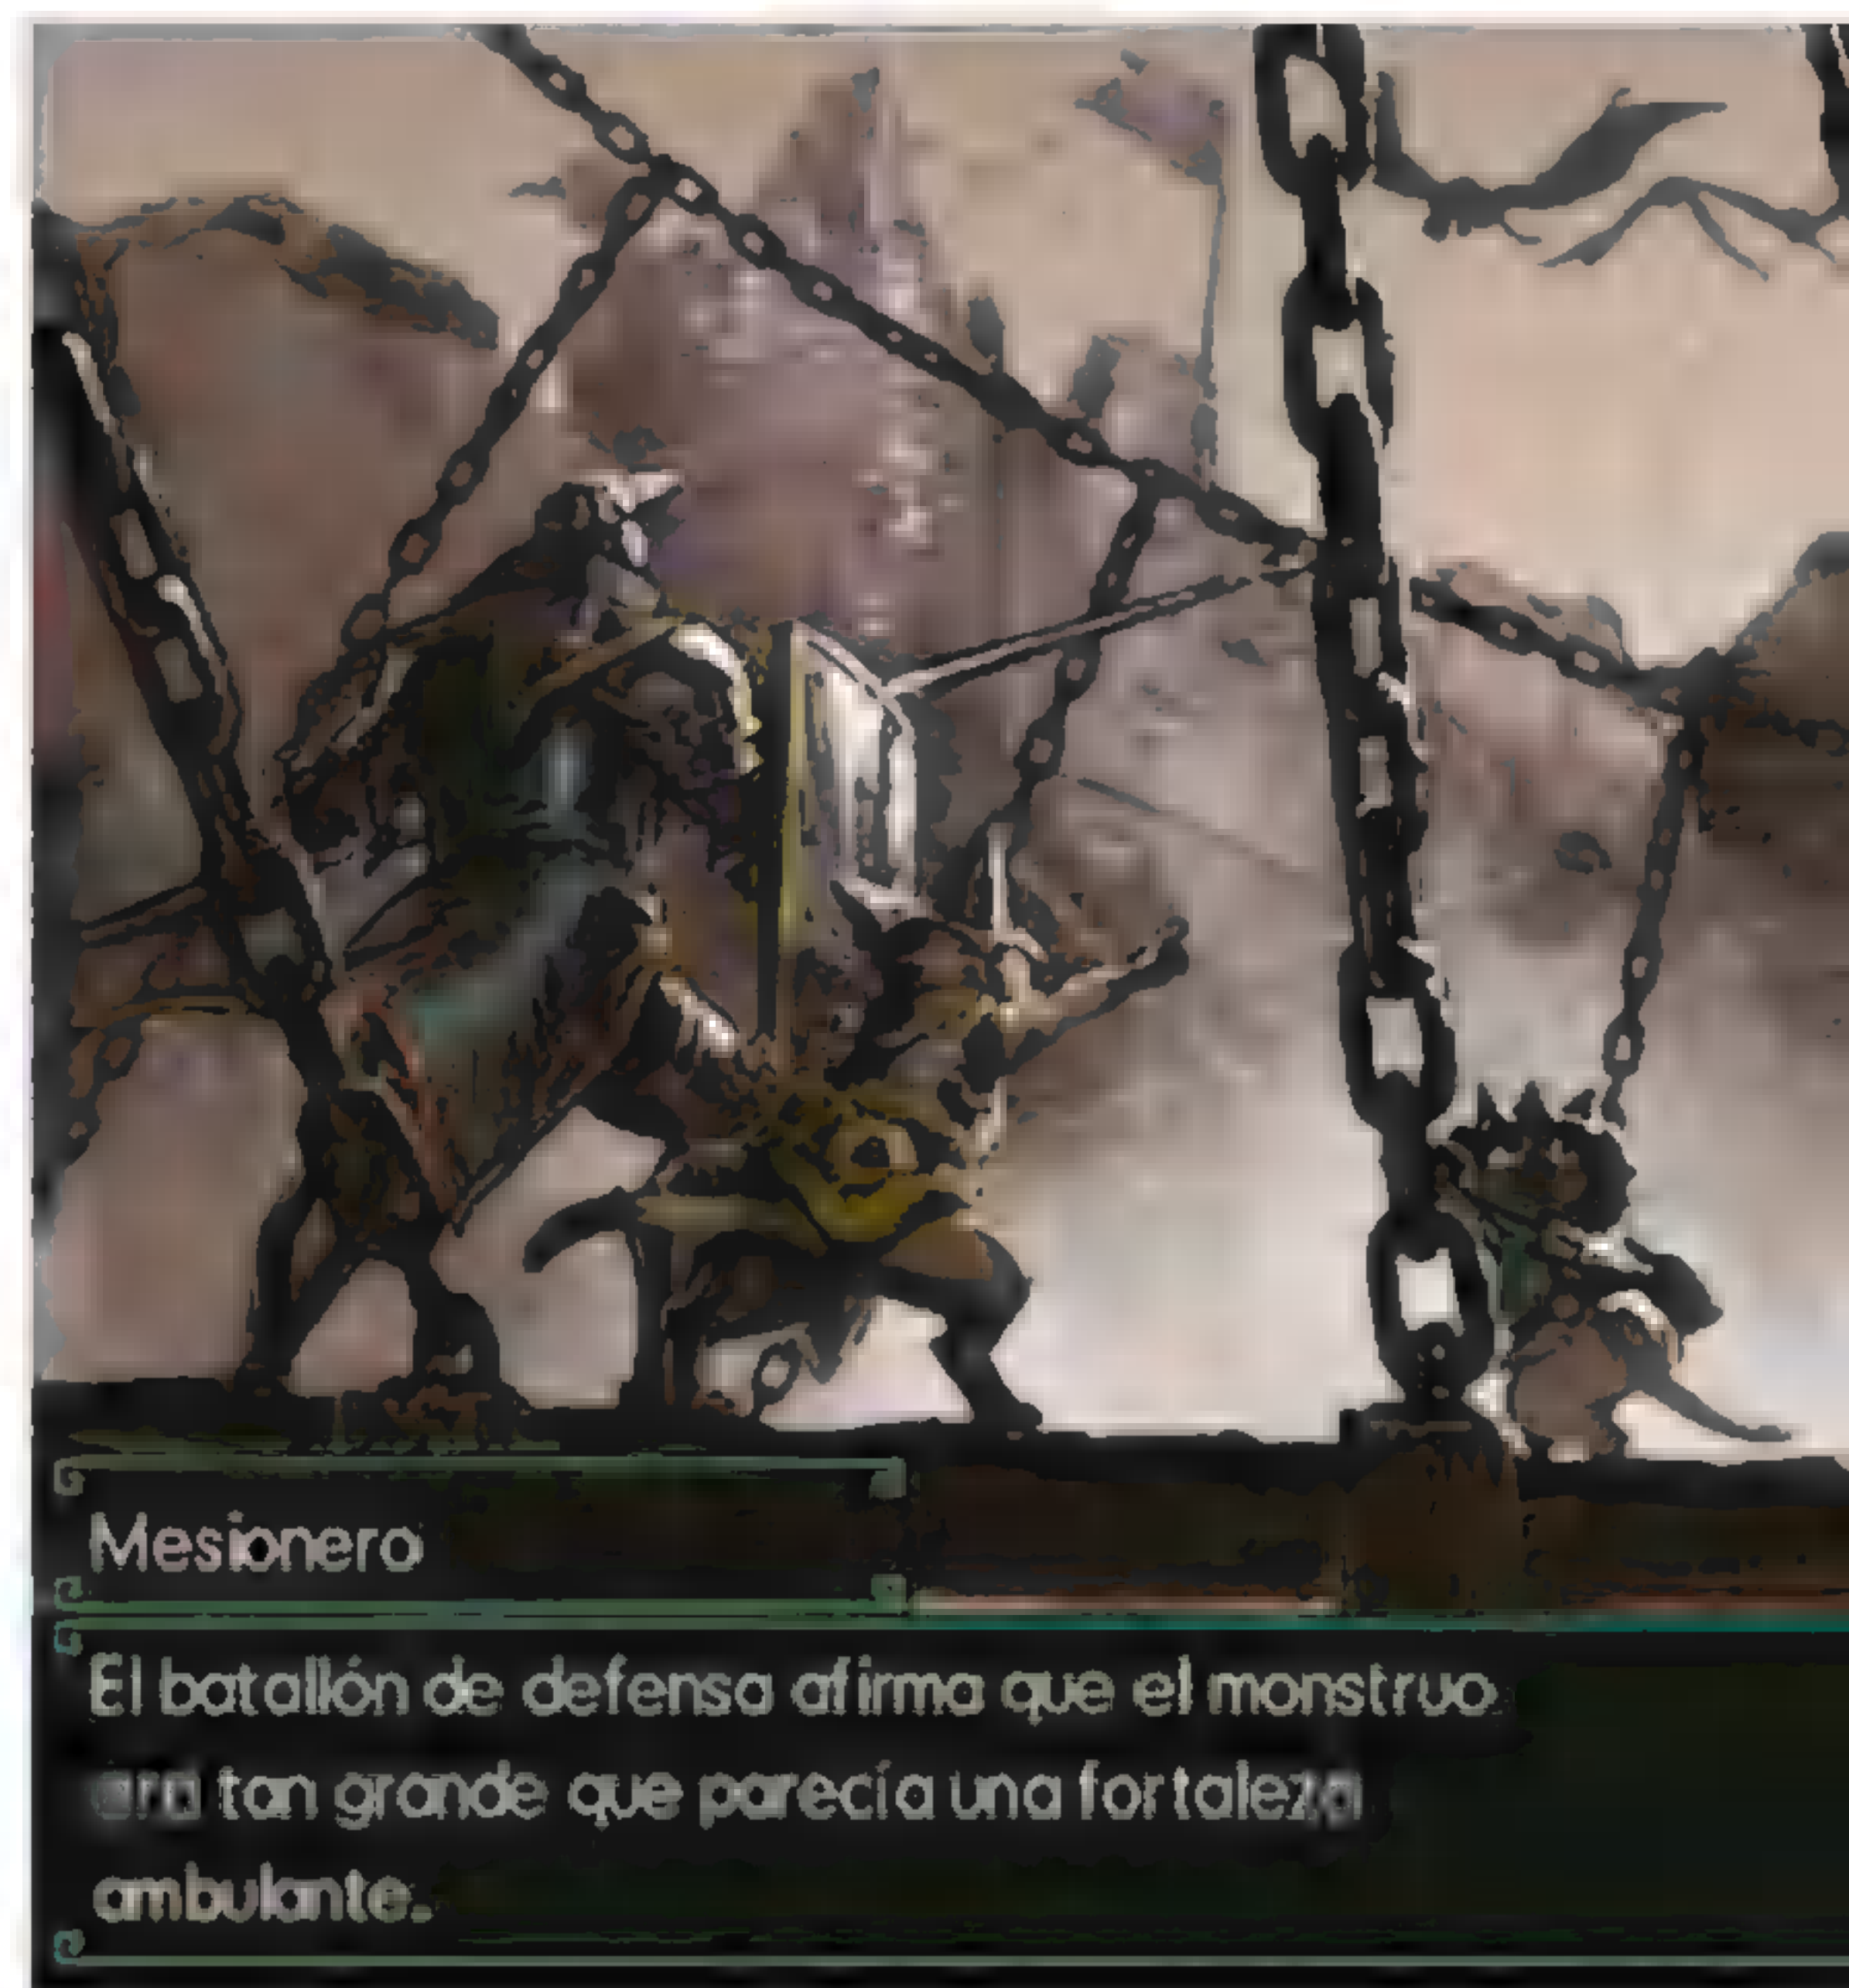 Mesionero
El batallón de defensa afirma que el monstruo
era tan grande que parecía una fortaleza
ambulante.